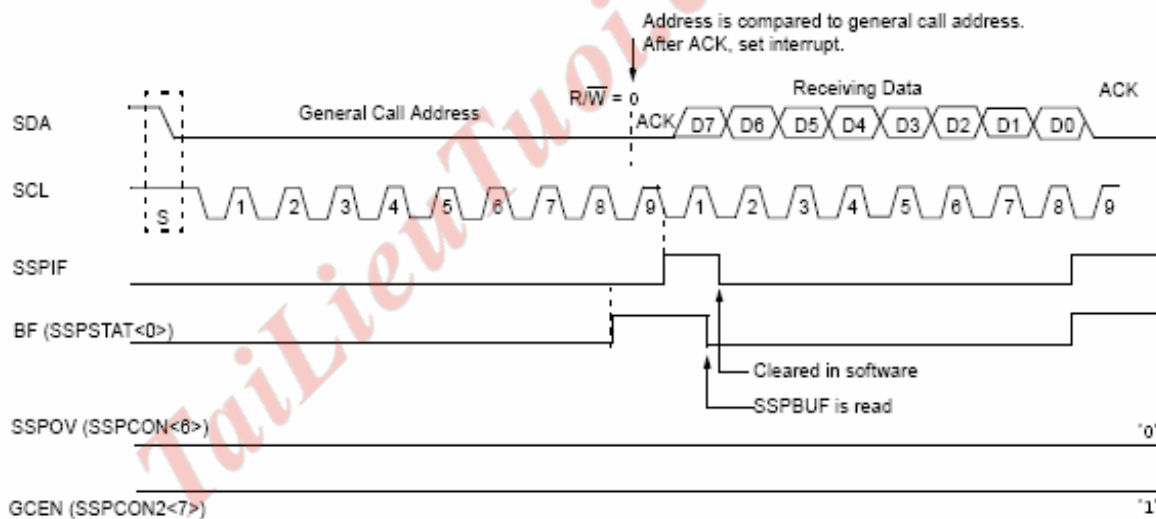 Address is compared to general call address.
After ACK, set interrupt.
Receiving Data
ACK
R/W = 0
General Call Address
SDA
ACK D7 D6 D5 D4 D3 D2 D1 D0
SCL
S
1 2 3 4 5 6 7 8 9 1 2 3 4 5 6 7 8 9
SSPIF
BF (SSPSTAT<0>)
Cleared in software
SSPBUF is read
SSPOV (SSPCON<6>)
'0'
GCEN (SSPCON2<7>)
'1'